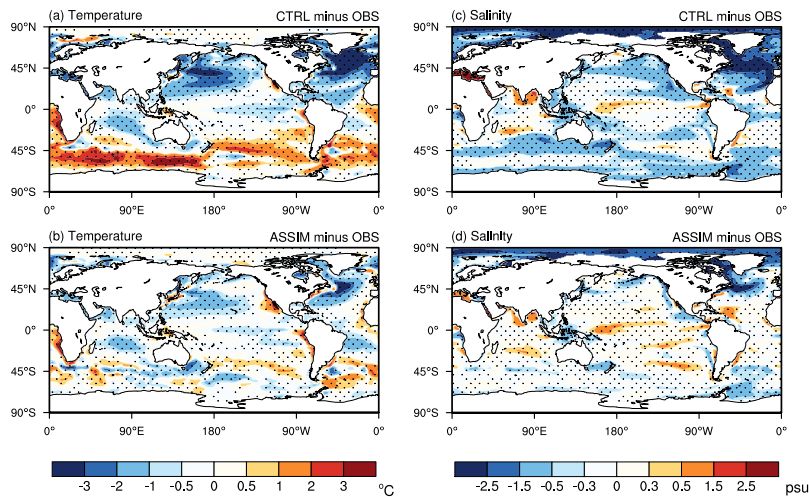 (a) Temperature CTRL minus OBS
90°N
45°N
0°
45°S
90°S
0° 90°E 180° 90°W 0°
(c) Salinity CTRL minus OBS
90°N
45°N
0°
45°S
90°S
0° 90°E 180° 90°W 0°
(b) Temperature ASSIM minus OBS
90°N
45°N
0°
45°S
90°S
0° 90°E 180° 90°W 0°
(d) Salinity ASSIM minus OBS
90°N
45°N
0°
45°S
90°S
0° 90°E 180° 90°W 0°
-3 -2 -1 -0.5 0 0.5 1 2 3 °C
-2.5 -1.5 -0.5 -0.3 0 0.3 0.5 1.5 2.5 psu